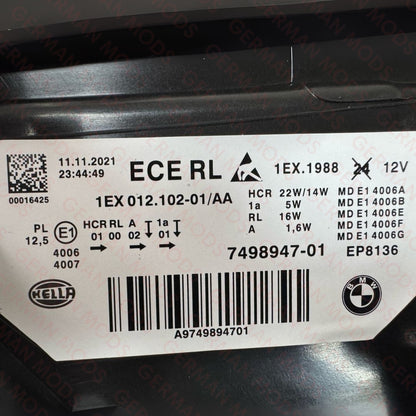 11.11.2021
23:44:49
00016425
ECE RL
1EX.1988 24 12V
1EX 012.102-01/AA
HCR 22W/14W
1a 5W
RL 16W
A 1,6W
MD E1 4006A
MD E1 4006B
MD E1 4006E
MD E1 4006F
MD E1 4006G
PL
12,5
E1
HCR RL A 1a
01 00 02 01
4006
4007
7498947-01 EP8136
HELLA
A9749894701
BMW
GERMAN MODS